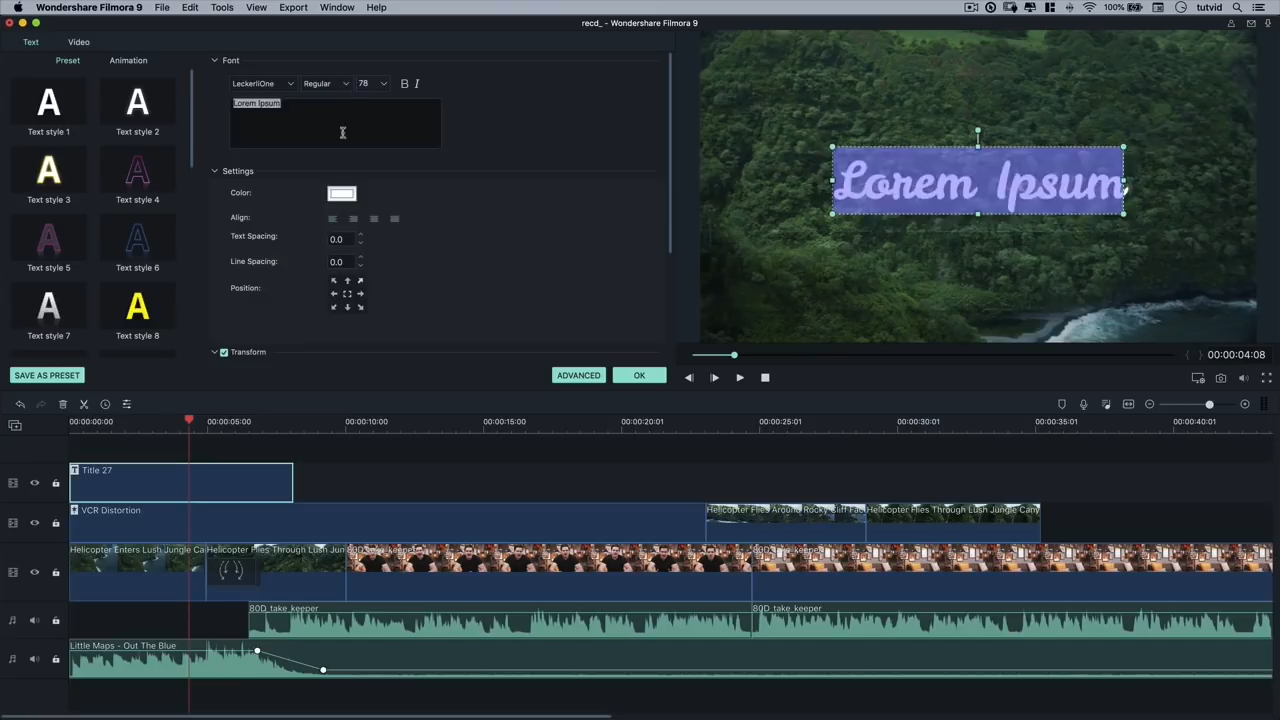 Wondershare Filmora 9 File Edit Tools View Export Window Help 100% tutvid
recd_ - Wondershare Filmora 9
Text Video
Preset Animation
Font
LeckerliOne Regular 78 B I
Lorem Ipsum
A A
Text style 1 Text style 2
A A
Text style 3 Text style 4
A A
Text style 5 Text style 6
A A
Text style 7 Text style 8
Settings
Color:
Align:
Text Spacing: 0.0
Line Spacing: 0.0
Position:
Transform
SAVE AS PRESET ADVANCED OK
Lorem Ipsum
00:00:04:08
00:00:00:00 00:00:05:00 00:00:10:00 00:00:15:00 00:00:20:01 00:00:25:01 00:00:30:01 00:00:35:01 00:00:40:01
T Title 27
VCR Distortion Helicopter Flies Around Rocky Cliff Fac Helicopter Flies Through Lush Jungle Cany
Helicopter Enters Lush Jungle Ca Helicopter Flies Through Lush Jun 80D_take_keeper 80D_take_keeper
80D_take_keeper 80D_take_keeper
Little Maps - Out The Blue